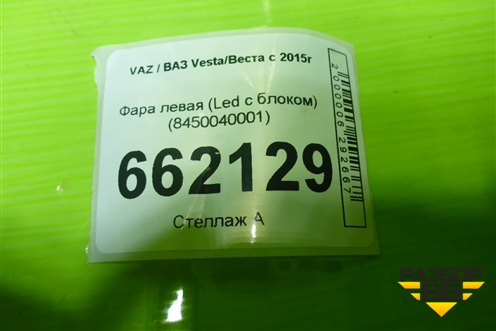 VAZ / ВАЗ Vesta/Веста с 2015г
Фара левая (Led с блоком)
(8450040001)
662129
Стеллаж А
2000006292667